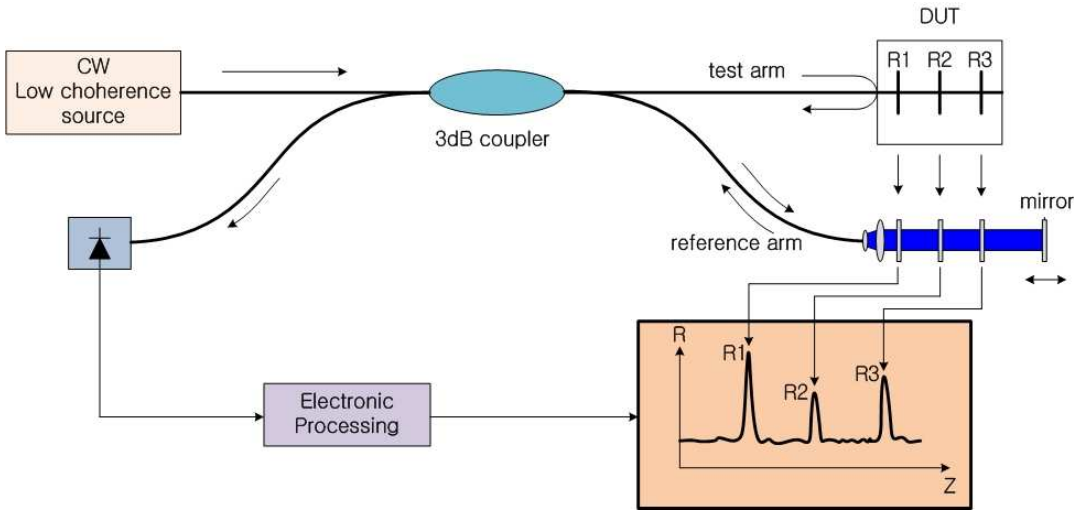 DUT
CW
Low choherence
source
test arm
R1 R2 R3
3dB coupler
mirror
reference arm
R
R1
R2
R3
Z
Electronic
Processing